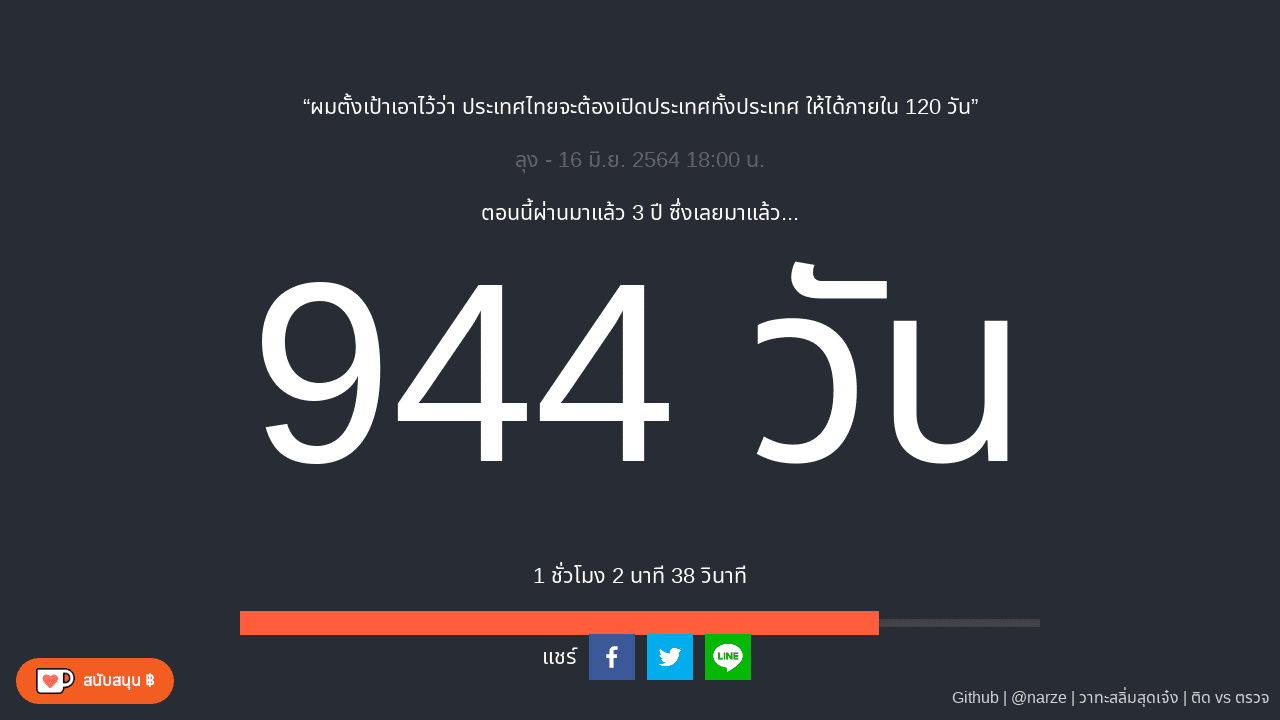 “ผมตั้งเป้าเอาไว้ว่า ประเทศไทยจะต้องเปิดประเทศทั้งประเทศ ให้ได้ภายใน 120 วัน”
ลุง - 16 มิ.ย. 2564 18:00 น.
ตอนนี้ผ่านมาแล้ว 3 ปี ซึ่งเลยมาแล้ว...
944 วัน
1 ชั่วโมง 2 นาที 38 วินาที
แชร์
LINE
สนับสนุน ฿
Github | @narze | วาทะสลิ่มสุดเจ๋ง | ติด vs ตรวจ